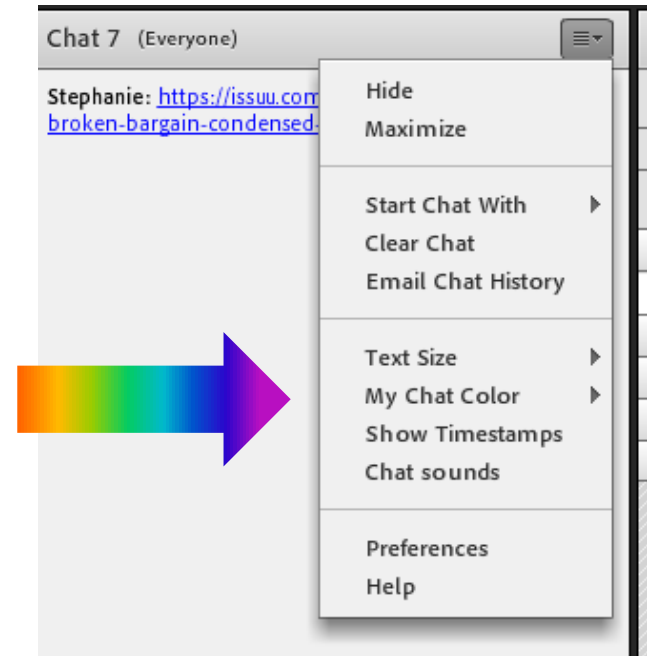 Chat 7 (Everyone)
Stephanie: https://issuu.com
broken-bargain-condensed-
Hide
Maximize
Start Chat With
Clear Chat
Email Chat History
Text Size
My Chat Color
Show Timestamps
Chat sounds
Preferences
Help